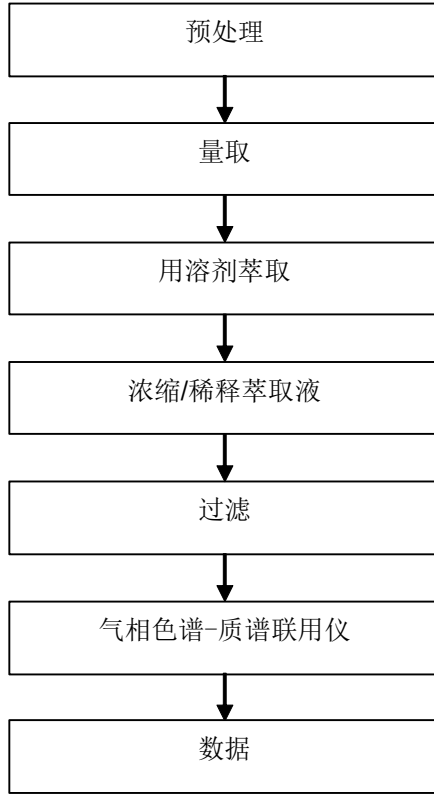 预处理
量取
用溶剂萃取
浓缩/稀释萃取液
过滤
气相色谱-质谱联用仪
数据